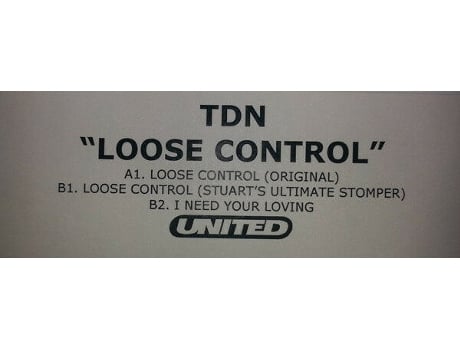 TDN
"LOOSE CONTROL"
A1. LOOSE CONTROL (ORIGINAL)
B1. LOOSE CONTROL (STUART'S ULTIMATE STOMPER)
B2. I NEED YOUR LOVING
UNITED